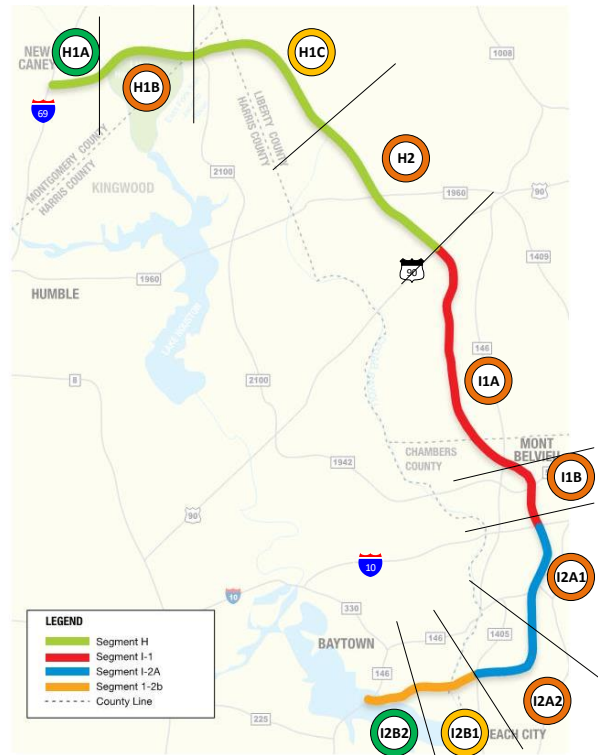 H1A
H1B
H1C
NEW
CANEY
1008
69
LIBERTY COUNTY
HARRIS COUNTY
MONTGOMERY COUNTY
HARRIS COUNTY
H2
2100
KINGWOOD
1960
90
1409
90
1960
HUMBLE
LAKE HOUSTON
146
8
2100
I1A
CHAMBERS
COUNTY
MONT
BELVIEU
1942
I1B
90
10
I2A1
10
330
LEGEND
Segment H
Segment I-1
Segment I-2A
Segment 1-2b
County Line
BAYTOWN
146
1405
146
225
I2B2
I2B1
I2A2
EACH CITY